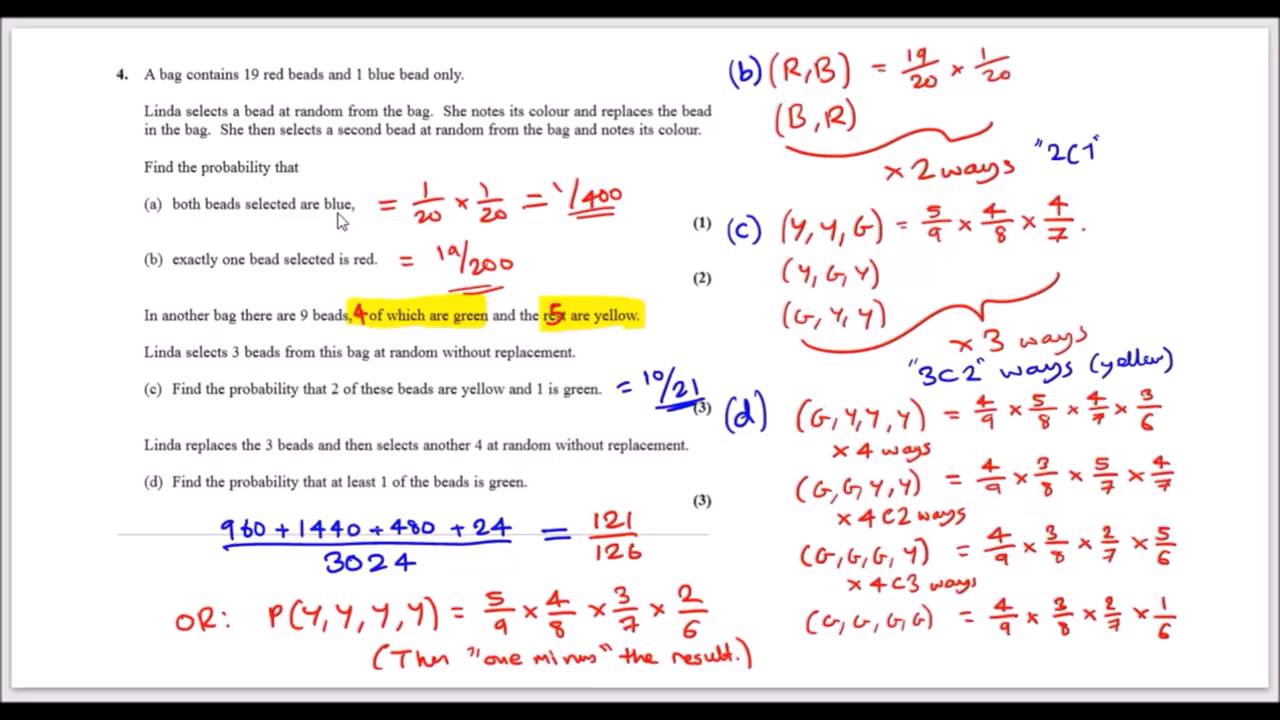 4. A bag contains 19 red beads and 1 blue bead only.
Linda selects a bead at random from the bag. She notes its colour and replaces the bead
in the bag. She then selects a second bead at random from the bag and notes its colour.
Find the probability that
(a) both beads selected are blue, = 1/20 × 1/20 = 1/400
(1)
(b) exactly one bead selected is red. = 19/200
(2)
In another bag there are 9 beads, 4 of which are green and the rest are yellow. 5
Linda selects 3 beads from this bag at random without replacement.
(c) Find the probability that 2 of these beads are yellow and 1 is green. = 10/21
(3)
Linda replaces the 3 beads and then selects another 4 at random without replacement.
(d) Find the probability that at least 1 of the beads is green.
(3)
960 + 1440 + 480 + 24 / 3024 = 121/126
OR: P(Y, Y, Y, Y) = 5/9 × 4/8 × 3/7 × 2/6
(Then "one minus" the result.)
(b) (R, B) = 19/20 × 1/20
(B, R)
× 2 ways "2C1"
(c) (Y, Y, G) = 5/9 × 4/8 × 4/7.
(Y, G, Y)
(G, Y, Y)
× 3 ways
"3C2" ways (yellow)
(d) (G, Y, Y, Y) = 4/9 × 5/8 × 4/7 × 3/6
× 4 ways
(G, G, Y, Y) = 4/9 × 3/8 × 5/7 × 4/7
× 4C2 ways
(G, G, G, Y) = 4/9 × 3/8 × 2/7 × 5/6
× 4C3 ways
(G, G, G, G) = 4/9 × 3/8 × 2/7 × 1/6